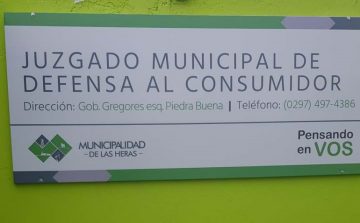 JUZGADO MUNICIPAL DE
DEFENSA AL CONSUMIDOR
Dirección: Gob. Gregores esq. Piedra Buena | Teléfono: (0297) 497-4386
MUNICIPALIDAD
- DE LAS HERAS -
Pensando
en VOS